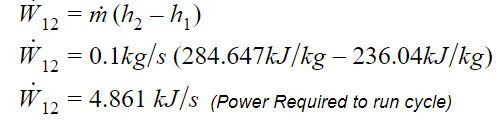 Ẇ₁₂ = ṁ (h₂ – h₁)
Ẇ₁₂ = 0.1kg/s (284.647kJ/kg – 236.04kJ/kg)
Ẇ₁₂ = 4.861 kJ/s (Power Required to run cycle)